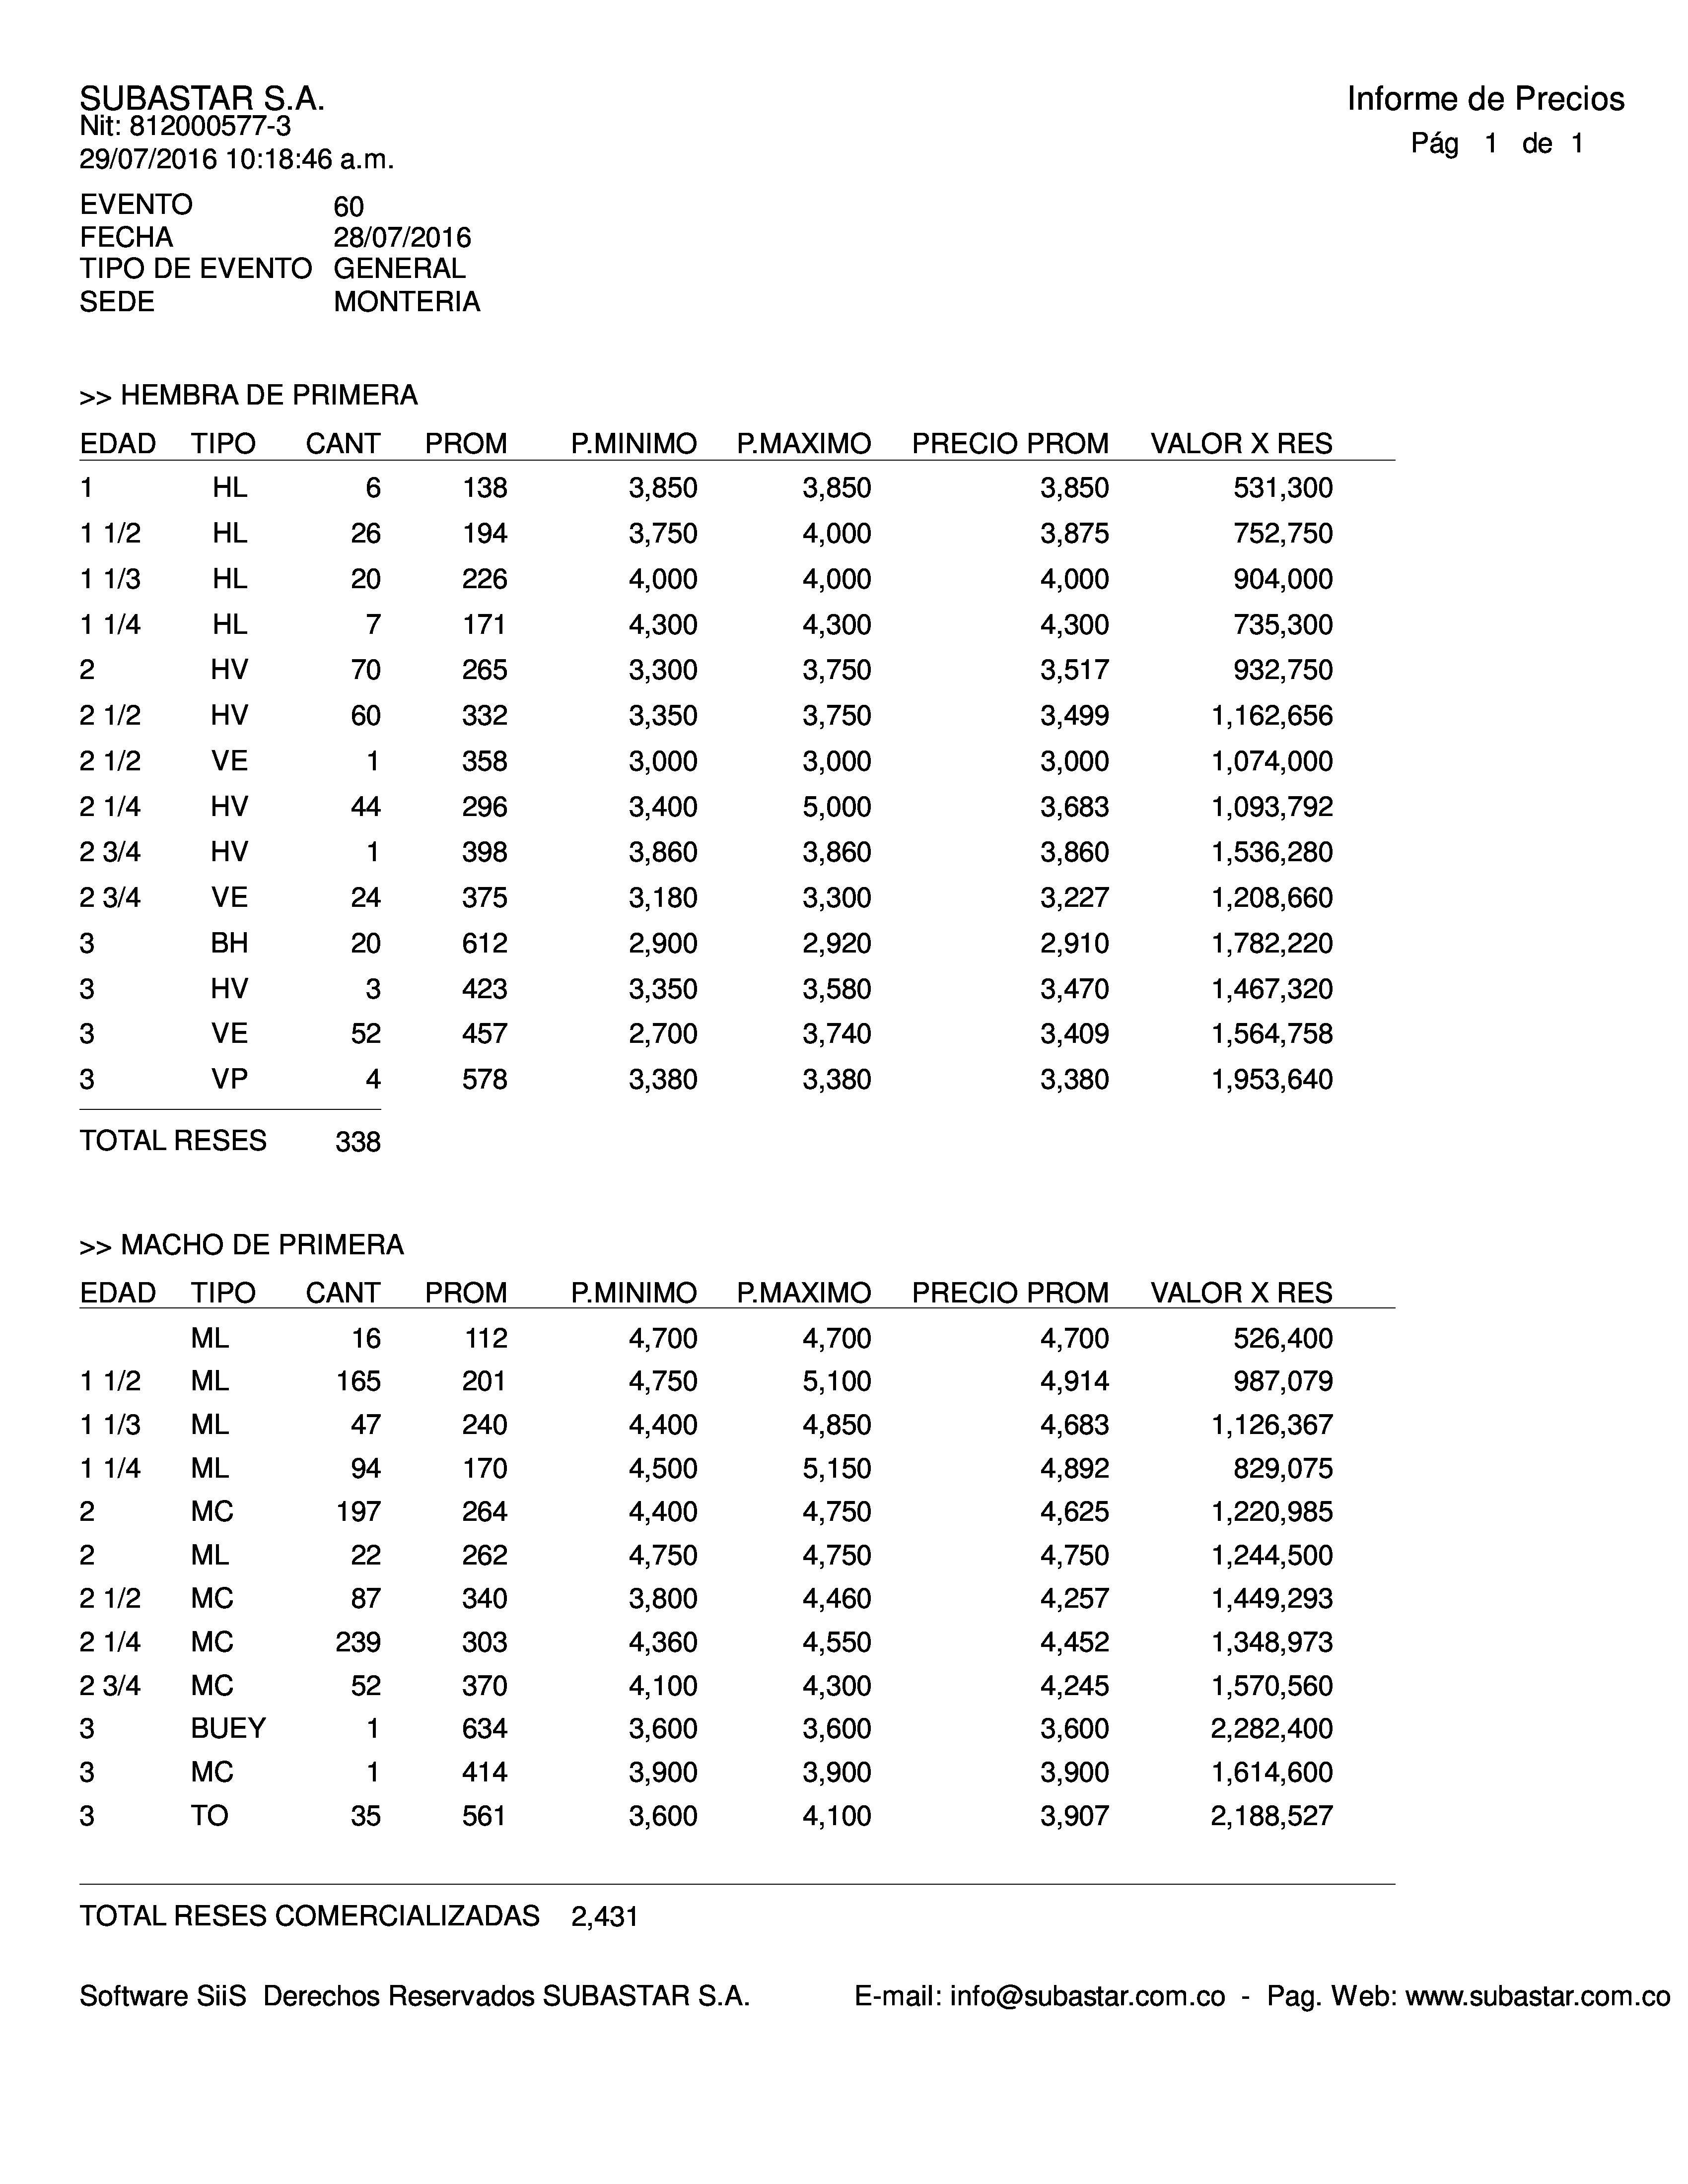 SUBASTAR S.A.
Informe de Precios
Nit: 812000577-3
Pág 1 de 1
29/07/2016 10:18:46 a.m.
EVENTO 60
FECHA 28/07/2016
TIPO DE EVENTO GENERAL
SEDE MONTERIA
>> HEMBRA DE PRIMERA
EDAD TIPO CANT PROM P.MINIMO P.MAXIMO PRECIO PROM VALOR X RES
1 HL 6 138 3,850 3,850 3,850 531,300
1 1/2 HL 26 194 3,750 4,000 3,875 752,750
1 1/3 HL 20 226 4,000 4,000 4,000 904,000
1 1/4 HL 7 171 4,300 4,300 4,300 735,300
2 HV 70 265 3,300 3,750 3,517 932,750
2 1/2 HV 60 332 3,350 3,750 3,499 1,162,656
2 1/2 VE 1 358 3,000 3,000 3,000 1,074,000
2 1/4 HV 44 296 3,400 5,000 3,683 1,093,792
2 3/4 HV 1 398 3,860 3,860 3,860 1,536,280
2 3/4 VE 24 375 3,180 3,300 3,227 1,208,660
3 BH 20 612 2,900 2,920 2,910 1,782,220
3 HV 3 423 3,350 3,580 3,470 1,467,320
3 VE 52 457 2,700 3,740 3,409 1,564,758
3 VP 4 578 3,380 3,380 3,380 1,953,640
TOTAL RESES 338
>> MACHO DE PRIMERA
EDAD TIPO CANT PROM P.MINIMO P.MAXIMO PRECIO PROM VALOR X RES
ML 16 112 4,700 4,700 4,700 526,400
1 1/2 ML 165 201 4,750 5,100 4,914 987,079
1 1/3 ML 47 240 4,400 4,850 4,683 1,126,367
1 1/4 ML 94 170 4,500 5,150 4,892 829,075
2 MC 197 264 4,400 4,750 4,625 1,220,985
2 ML 22 262 4,750 4,750 4,750 1,244,500
2 1/2 MC 87 340 3,800 4,460 4,257 1,449,293
2 1/4 MC 239 303 4,360 4,550 4,452 1,348,973
2 3/4 MC 52 370 4,100 4,300 4,245 1,570,560
3 BUEY 1 634 3,600 3,600 3,600 2,282,400
3 MC 1 414 3,900 3,900 3,900 1,614,600
3 TO 35 561 3,600 4,100 3,907 2,188,527
TOTAL RESES COMERCIALIZADAS 2,431
Software SiiS Derechos Reservados SUBASTAR S.A. E-mail: info@subastar.com.co - Pag. Web: www.subastar.com.co